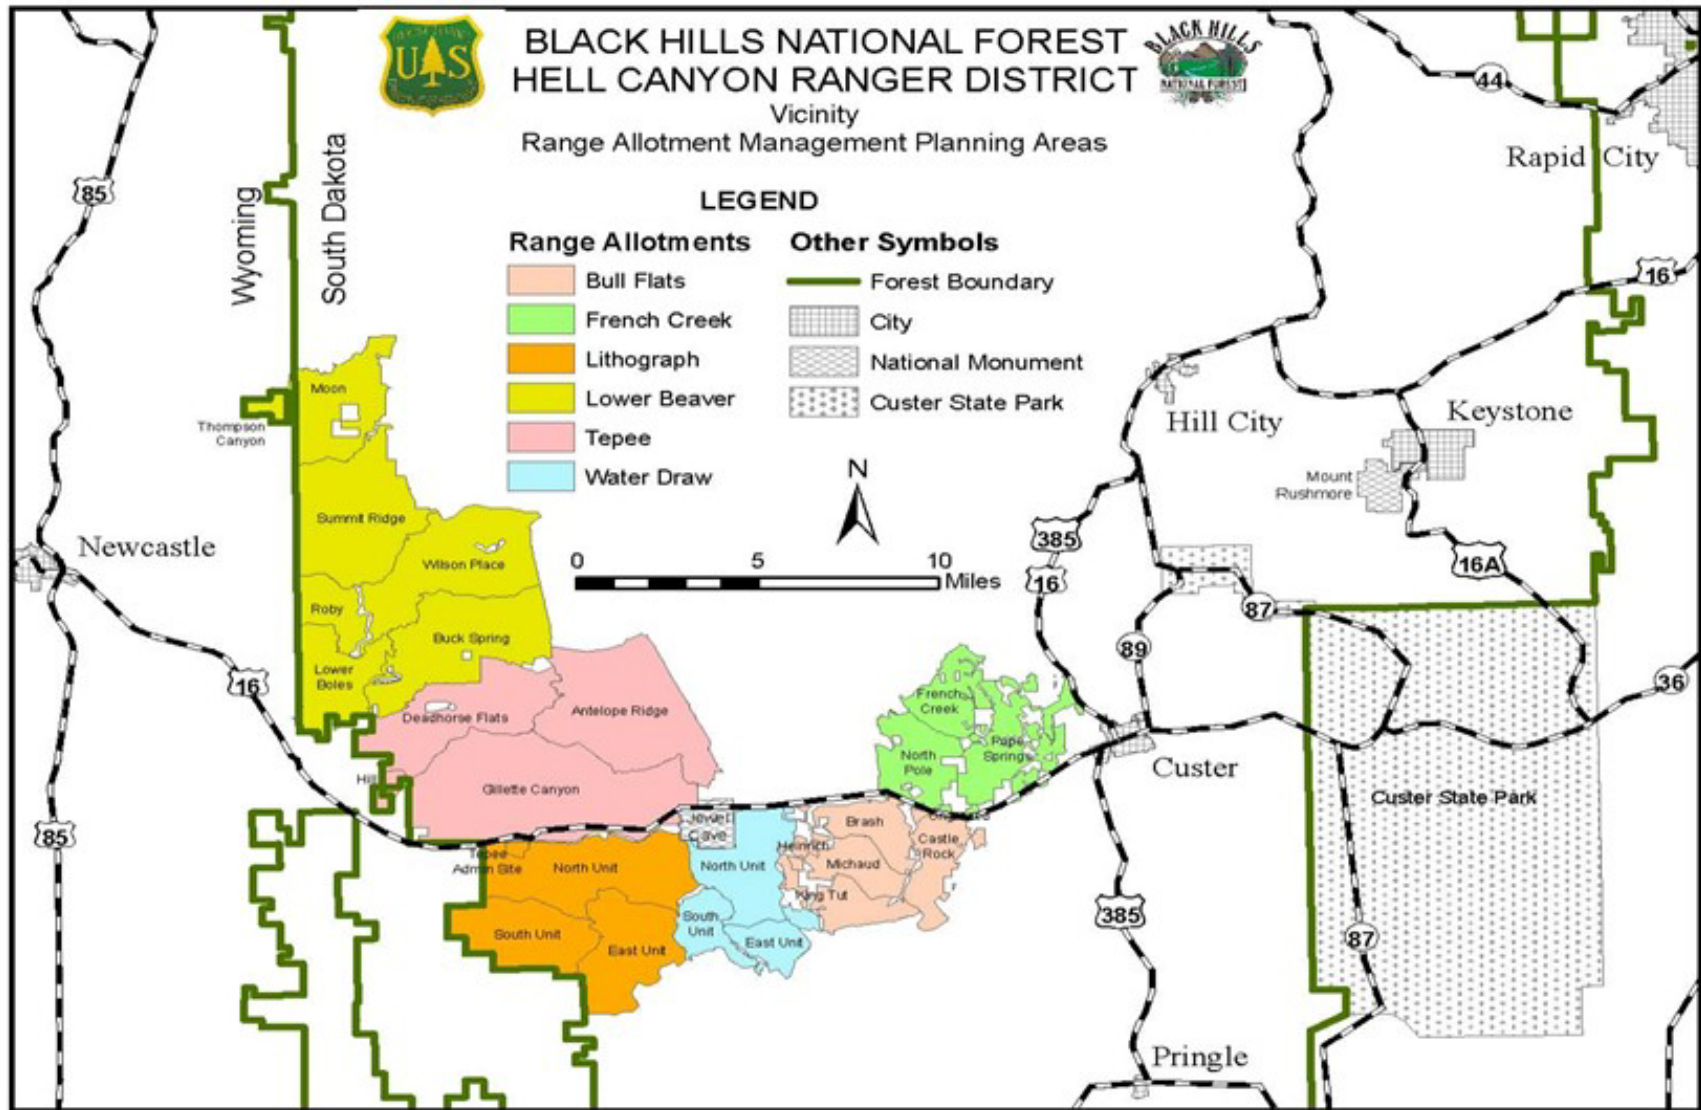 BLACK HILLS NATIONAL FOREST
HELL CANYON RANGER DISTRICT
Vicinity
Range Allotment Management Planning Areas
US
BLACK HILLS
NATIONAL FOREST
LEGEND
Range Allotments
Bull Flats
French Creek
Lithograph
Lower Beaver
Tepee
Water Draw
Other Symbols
Forest Boundary
City
National Monument
Custer State Park
N
0 5 10
Miles
Wyoming
South Dakota
85
44
Rapid City
16
Moon
Thompson
Canyon
Hill City
Keystone
Mount
Rushmore
Summit Ridge
Newcastle
Wilson Place
385
16
16A
Roby
87
Buck Spring
89
Lower
Boles
16
36
French
Creek
Deadhorse Flats
Antelope Ridge
Pape
Springs
North
Pole
Custer
Hill
Gillette Canyon
Custer State Park
85
Jewel
Cave
Brash
Castle
Rock
Heinrich
Michaud
Tepee
Admin Site
North Unit
North Unit
King Tut
South Unit
East Unit
South
Unit
East Unit
385
87
Pringle